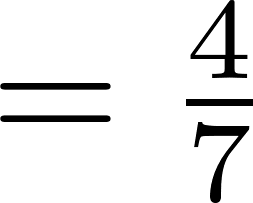 = 4/7